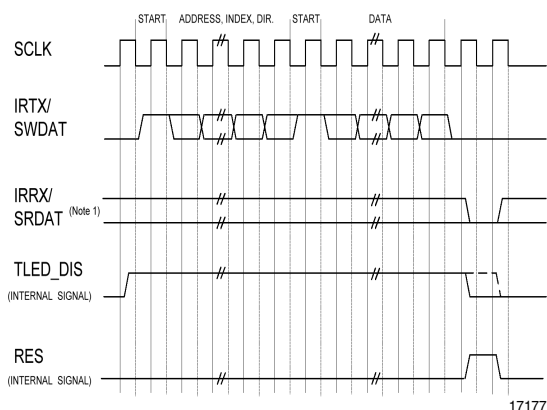 START ADDRESS, INDEX, DIR. START DATA
SCLK
IRTX/
SWDAT
IRRX/
SRDAT (Note 1)
TLED_DIS
(INTERNAL SIGNAL)
RES
(INTERNAL SIGNAL)
17177